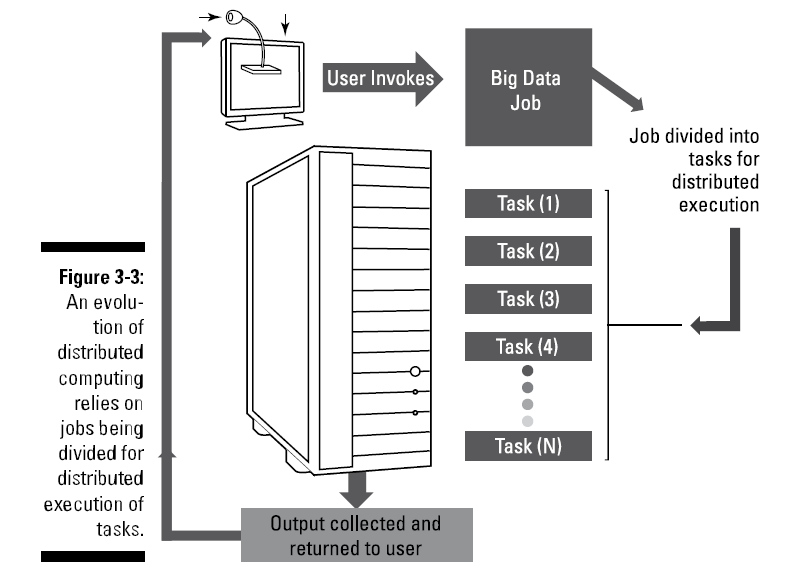 User Invokes
Big Data
Job
Job divided into
tasks for
distributed
execution
Task (1)
Task (2)
Task (3)
Task (4)
Task (N)
Output collected and
returned to user
Figure 3-3:
An evolu-
tion of
distributed
computing
relies on
jobs being
divided for
distributed
execution of
tasks.